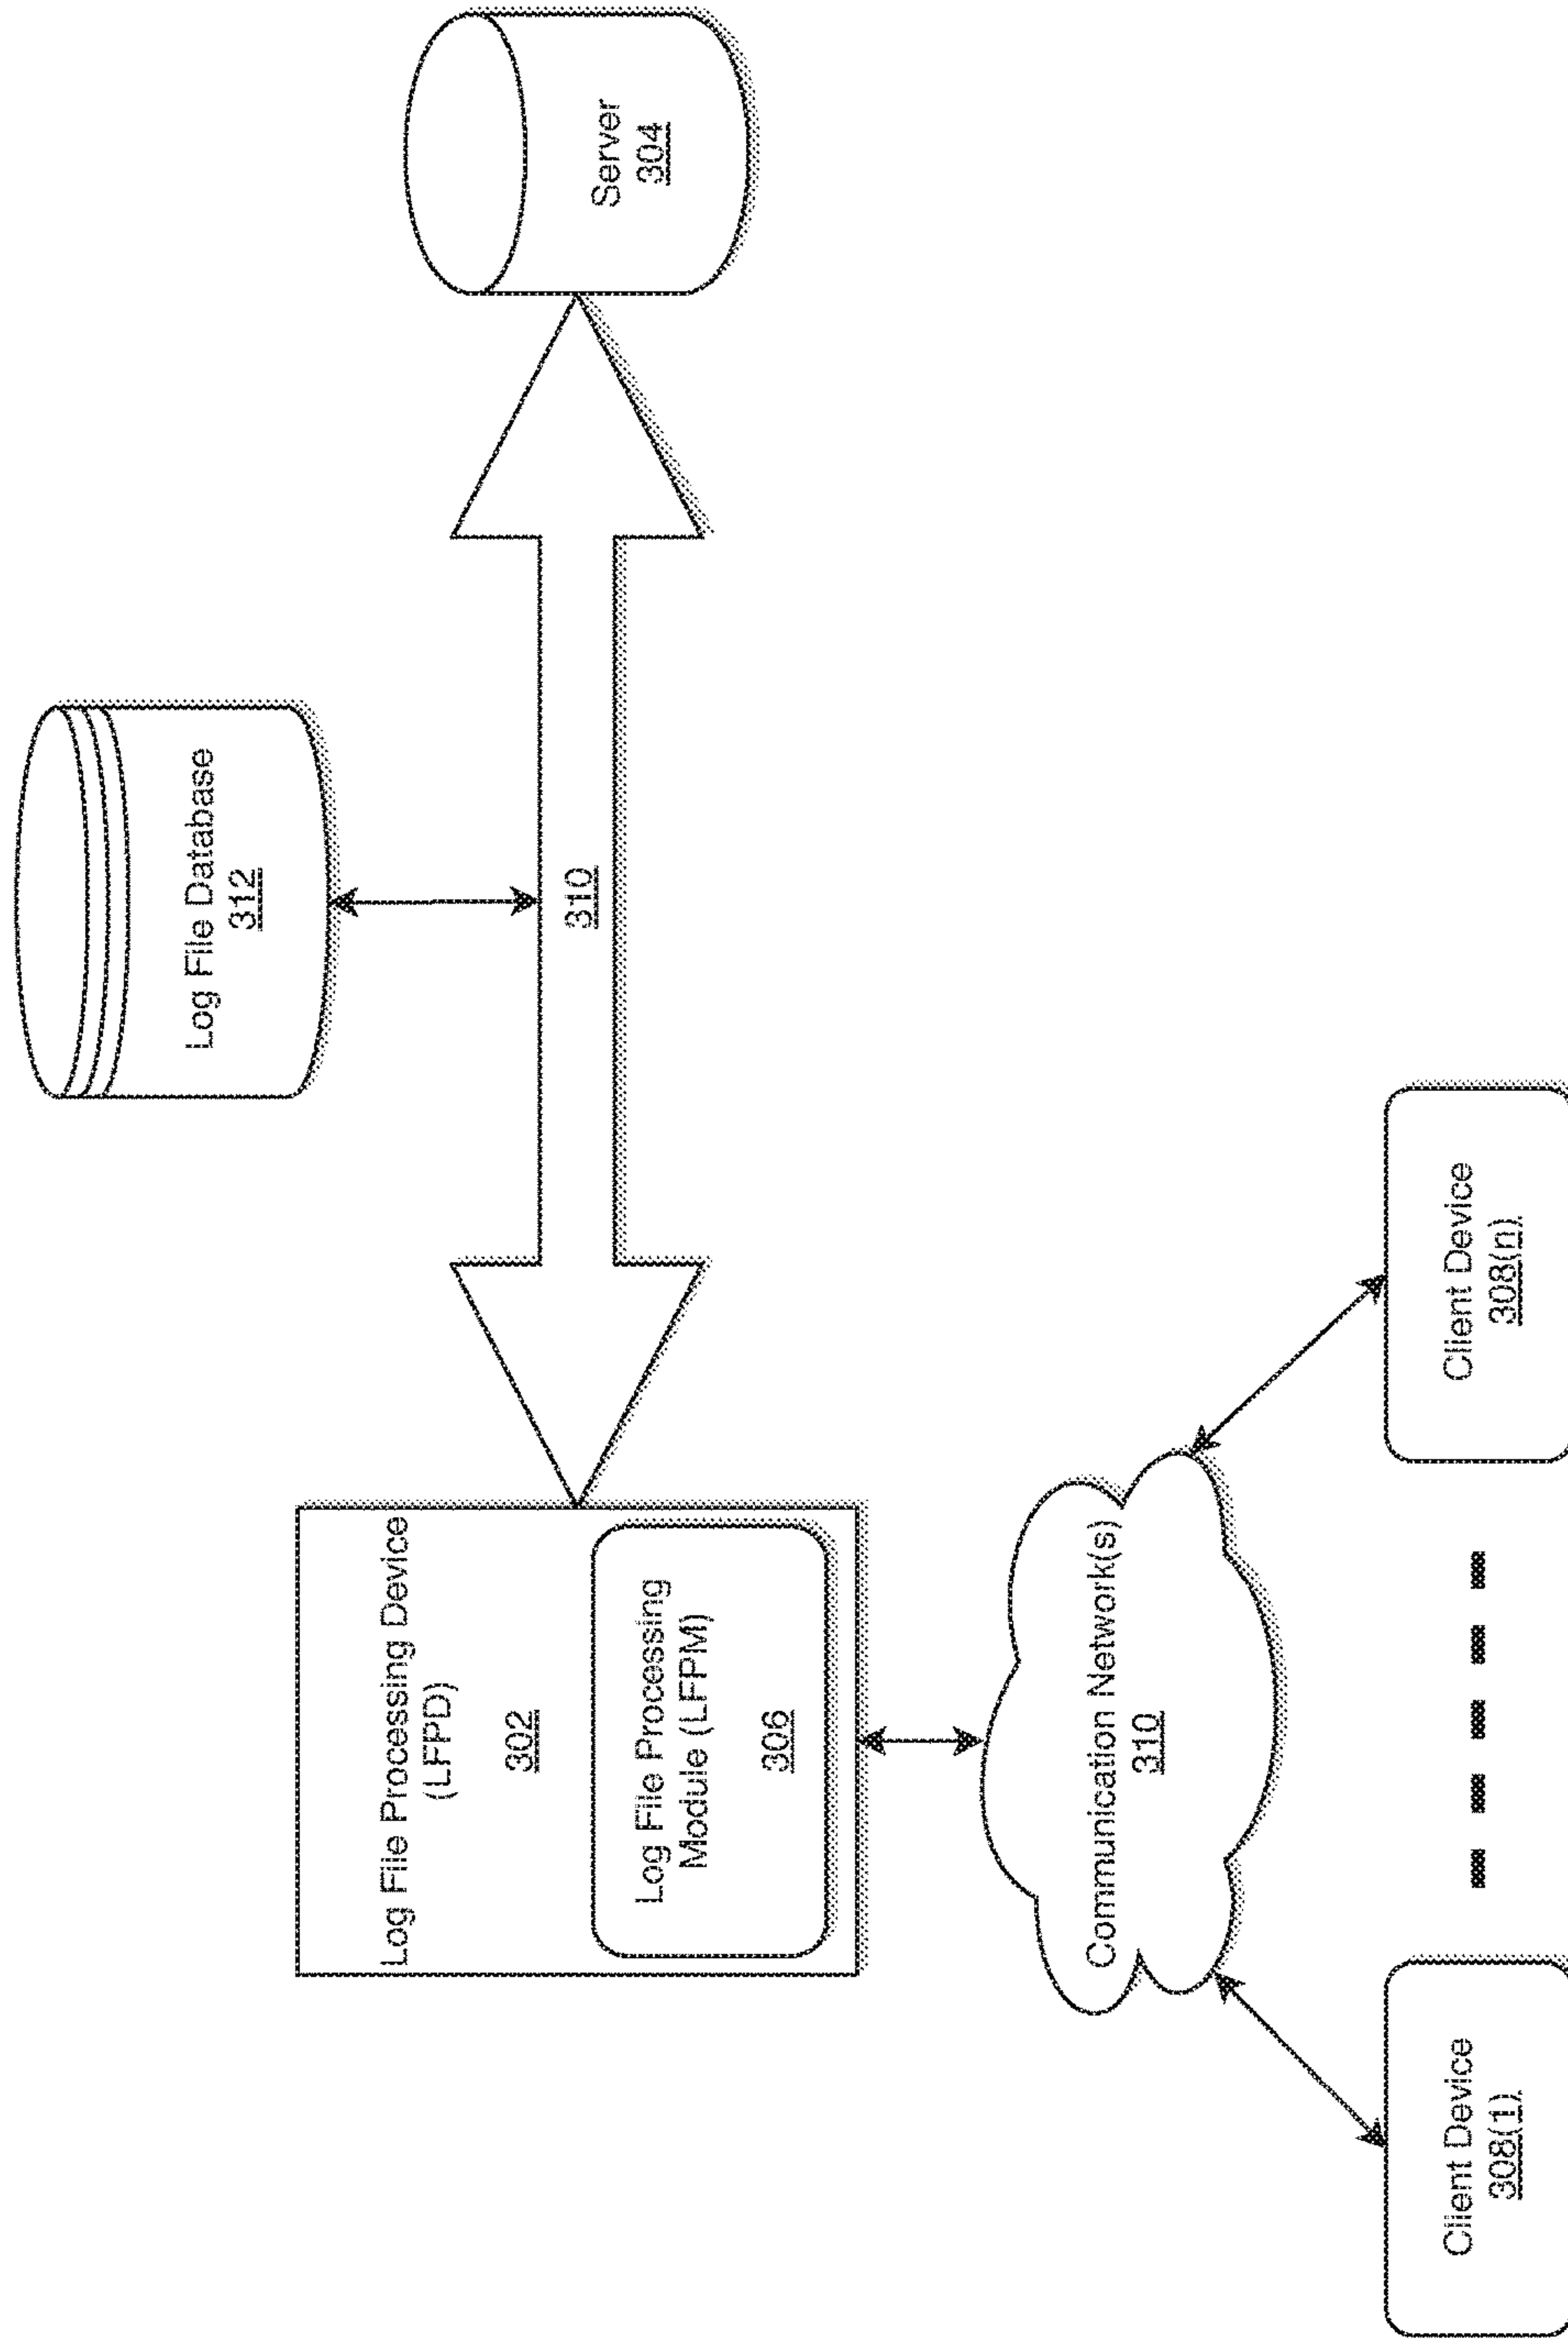 Log File Database
312
Log File Processing Device
(LFPD)
302
310
Server
304
Log File Processing
Module (LFPM)
306
Communication Network(s)
310
Client Device
308(1)
Client Device
308(n)